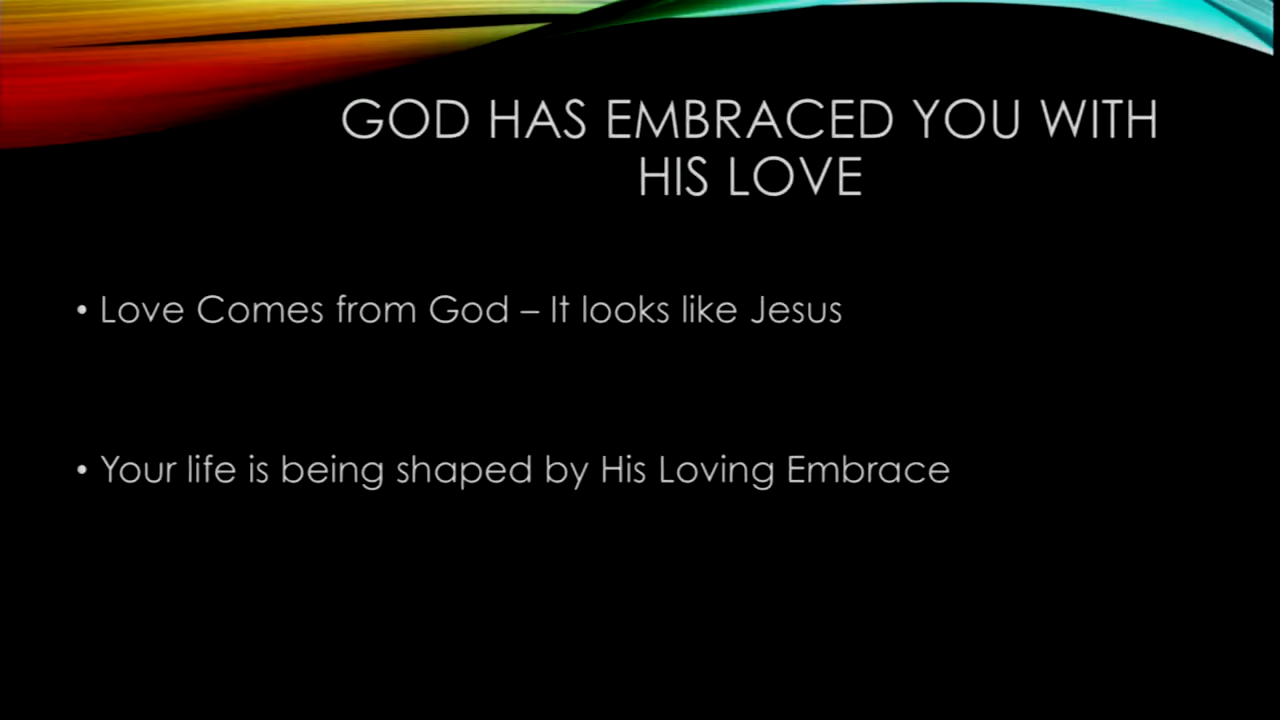 GOD HAS EMBRACED YOU WITH
HIS LOVE
• Love Comes from God – It looks like Jesus
• Your life is being shaped by His Loving Embrace